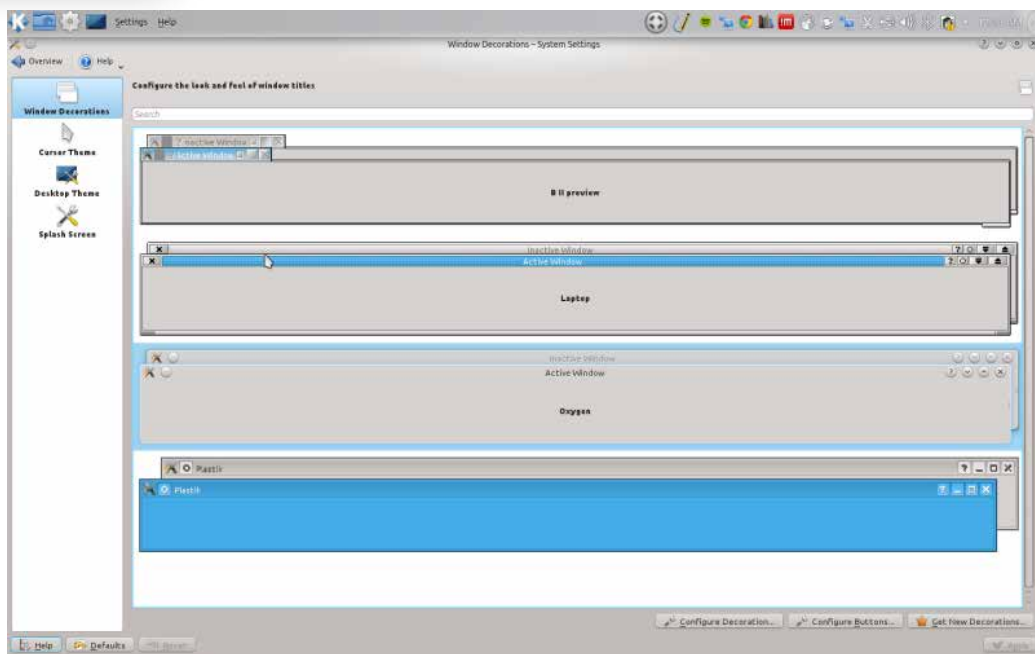 Settings Help
Window Decorations – System Settings
Overview Help
Configure the look and feel of window titles
Window Decorations
Search
Cursor Theme
Desktop Theme
Splash Screen
Inactive Window
Active Window
B II preview
Inactive Window
Active Window
Laptop
Inactive Window
Active Window
Oxygen
Plastik
Plastik
Configure Decoration... Configure Buttons... Get New Decorations...
Help Defaults Reset Apply